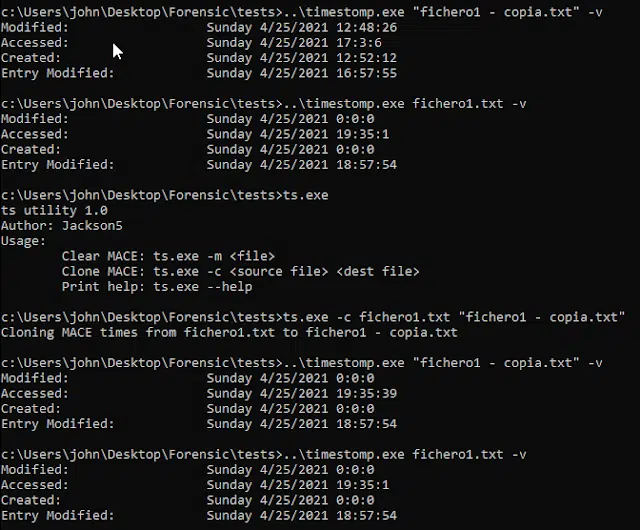 c:\Users\john\Desktop\Forensic\tests>..\timestomp.exe "fichero1 - copia.txt" -v
Modified: Sunday 4/25/2021 12:48:26
Accessed: Sunday 4/25/2021 17:3:6
Created: Sunday 4/25/2021 12:52:12
Entry Modified: Sunday 4/25/2021 16:57:55
c:\Users\john\Desktop\Forensic\tests>..\timestomp.exe fichero1.txt -v
Modified: Sunday 4/25/2021 0:0:0
Accessed: Sunday 4/25/2021 19:35:1
Created: Sunday 4/25/2021 0:0:0
Entry Modified: Sunday 4/25/2021 18:57:54
c:\Users\john\Desktop\Forensic\tests>ts.exe
ts utility 1.0
Author: Jackson5
Usage:
Clear MACE: ts.exe -m <file>
Clone MACE: ts.exe -c <source file> <dest file>
Print help: ts.exe --help
c:\Users\john\Desktop\Forensic\tests>ts.exe -c fichero1.txt "fichero1 - copia.txt"
Cloning MACE times from fichero1.txt to fichero1 - copia.txt
c:\Users\john\Desktop\Forensic\tests>..\timestomp.exe "fichero1 - copia.txt" -v
Modified: Sunday 4/25/2021 0:0:0
Accessed: Sunday 4/25/2021 19:35:39
Created: Sunday 4/25/2021 0:0:0
Entry Modified: Sunday 4/25/2021 18:57:54
c:\Users\john\Desktop\Forensic\tests>..\timestomp.exe fichero1.txt -v
Modified: Sunday 4/25/2021 0:0:0
Accessed: Sunday 4/25/2021 19:35:1
Created: Sunday 4/25/2021 0:0:0
Entry Modified: Sunday 4/25/2021 18:57:54